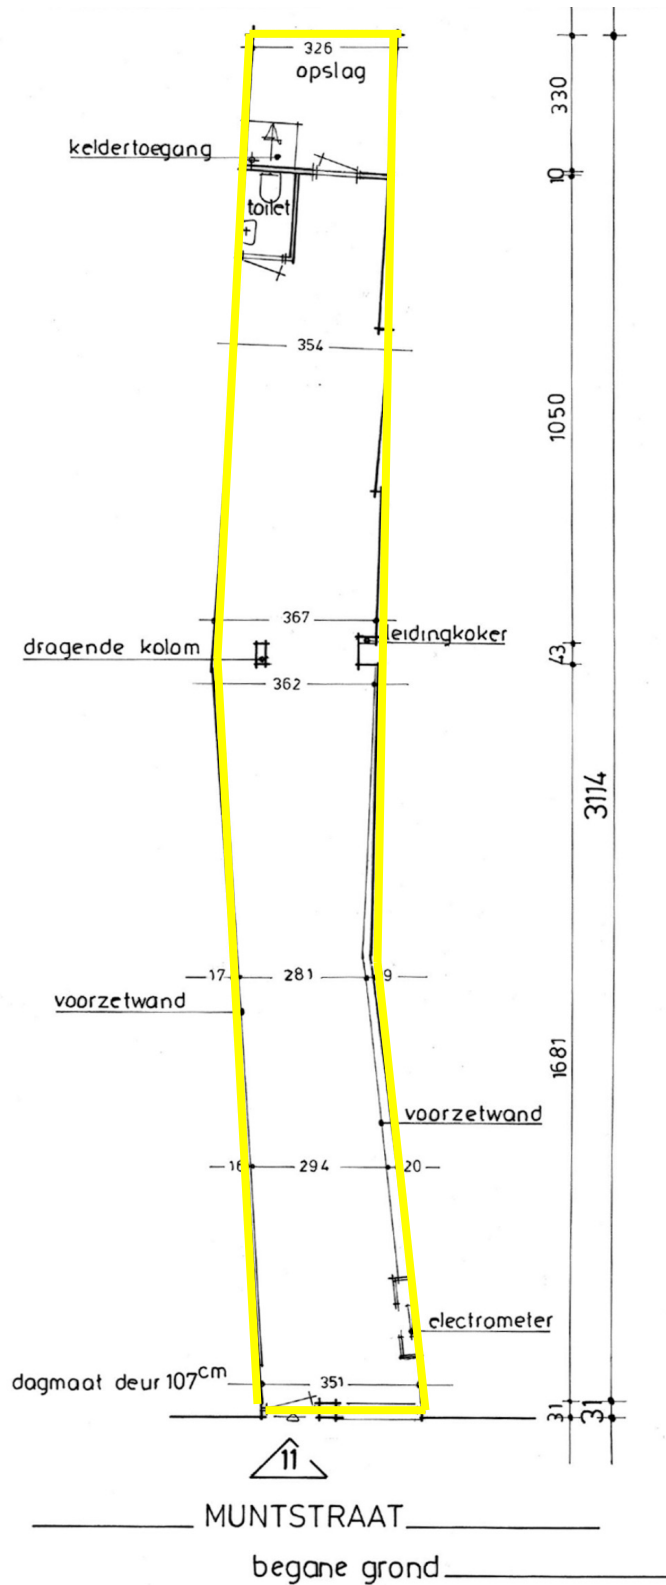 326
opslag
330
keldertoegang
10
toilet
354
1050
367
leidingkoker
dragende kolom
43
362
3114
17 281 9
voorzetwand
1681
voorzetwand
16 294 20
electrometer
dagmaat deur 107cm
351
31
31
11
MUNTSTRAAT
begane grond